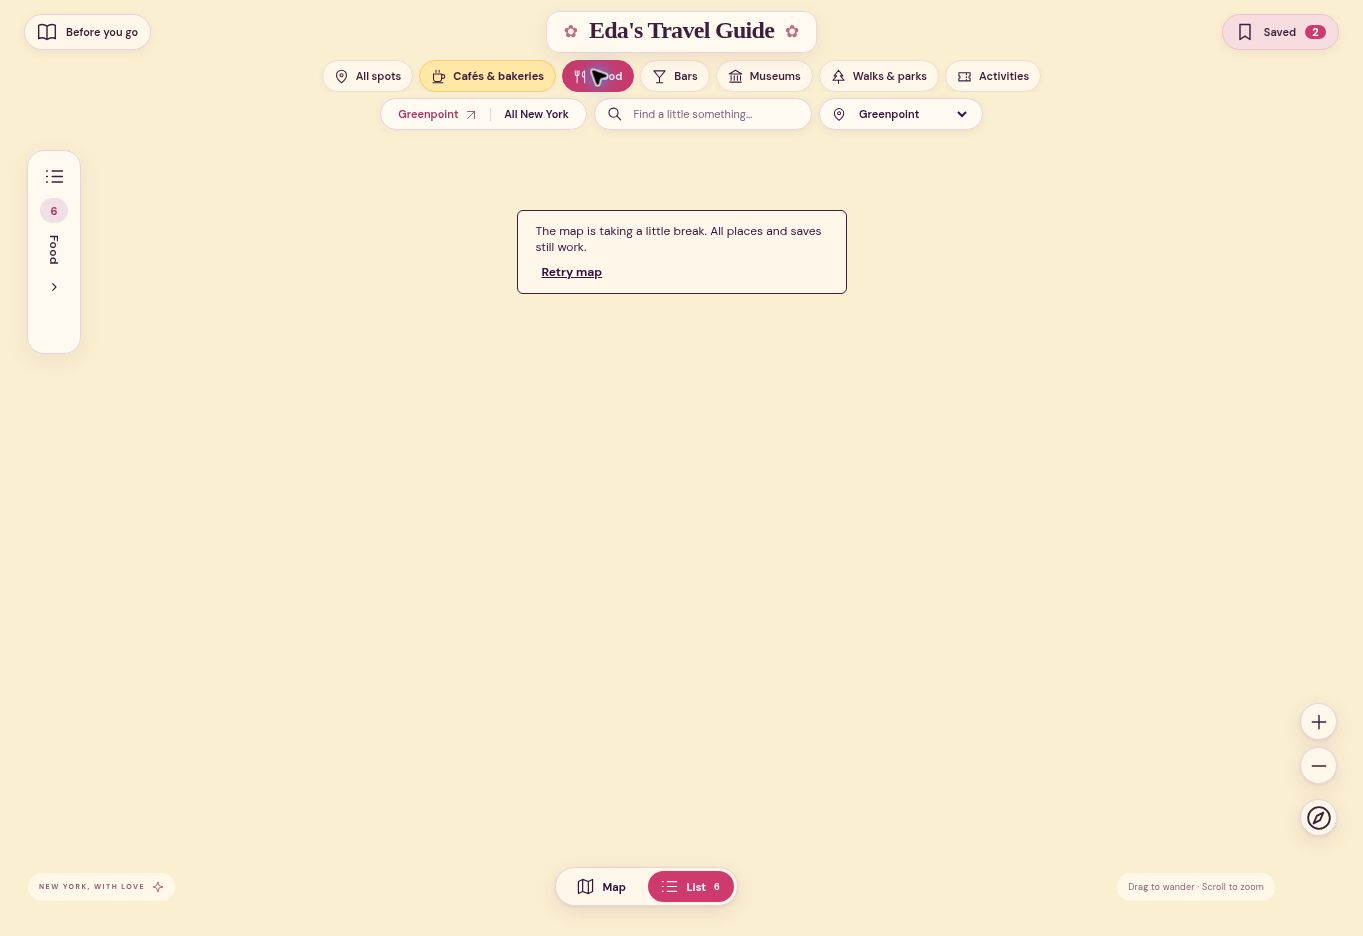 Before you go
Eda's Travel Guide
Saved 2
All spots
Cafés & bakeries
Bars
Museums
Walks & parks
Activities
Greenpoint
All New York
Find a little something...
Greenpoint
6
Food
The map is taking a little break. All places and saves
still work.
Retry map
NEW YORK, WITH LOVE
Map
List 6
Drag to wander · Scroll to zoom